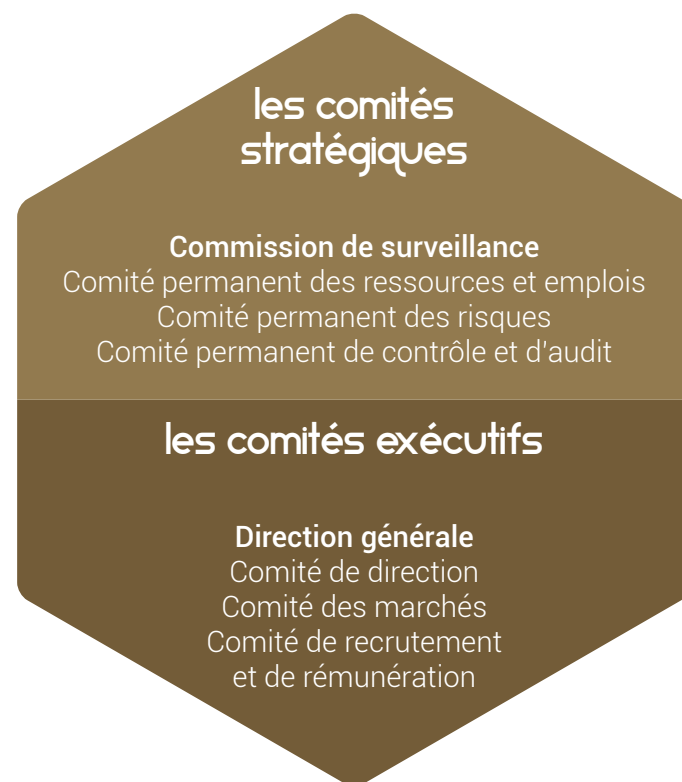 les comités
stratégiques
Commission de surveillance
Comité permanent des ressources et emplois
Comité permanent des risques
Comité permanent de contrôle et d'audit
les comités exécutifs
Direction générale
Comité de direction
Comité des marchés
Comité de recrutement
et de rémunération